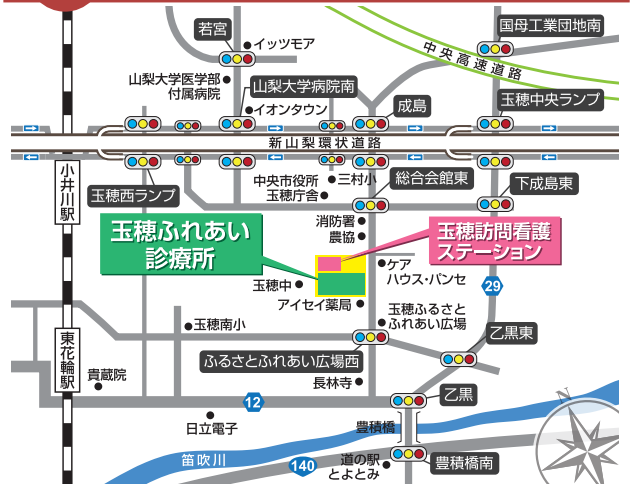 国母工業団地南
若宮
イッツモア
中央高速道路
山梨大学医学部
付属病院
山梨大学病院南
イオンタウン
成島
玉穂中央ランプ
新山梨環状道路
小井川駅
玉穂西ランプ
中央市役所
玉穂庁舎
三村小
総合会館東
下成島東
消防署
農協
玉穂ふれあい
診療所
玉穂訪問看護
ステーション
ケア
ハウス・パンセ
玉穂中
アイセイ薬局
29
玉穂南小
玉穂ふるさと
ふれあい広場
乙黒東
東花輪駅
ふるさとふれあい広場西
貴蔵院
長林寺
乙黒
12
日立電子
豊積橋
N
笛吹川
140
道の駅
とよとみ
豊積橋南